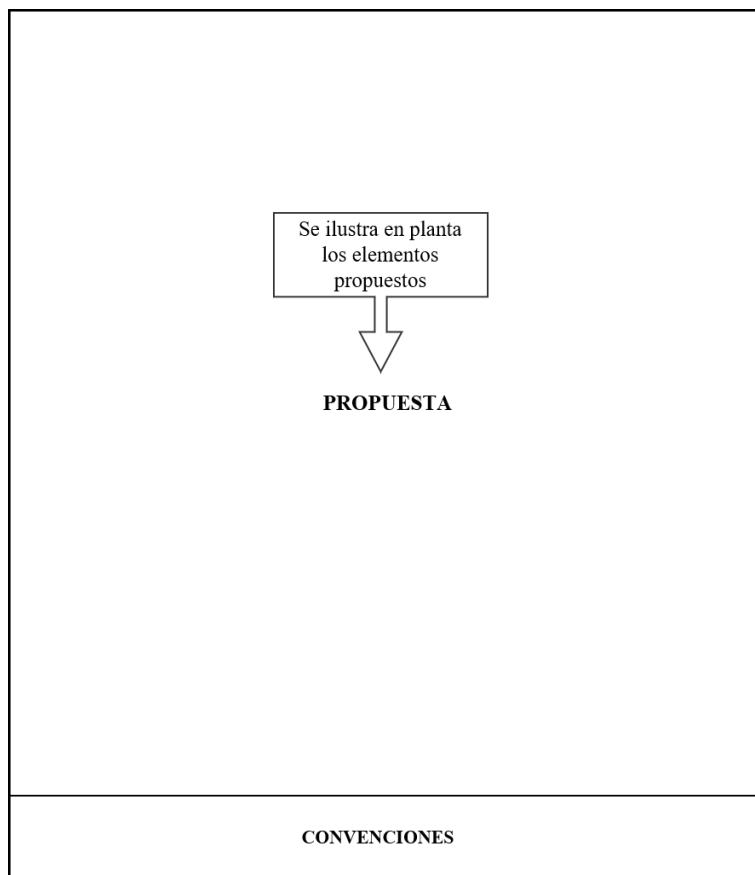 Se ilustra en planta
los elementos
propuestos
PROPUESTA
CONVENCIONES